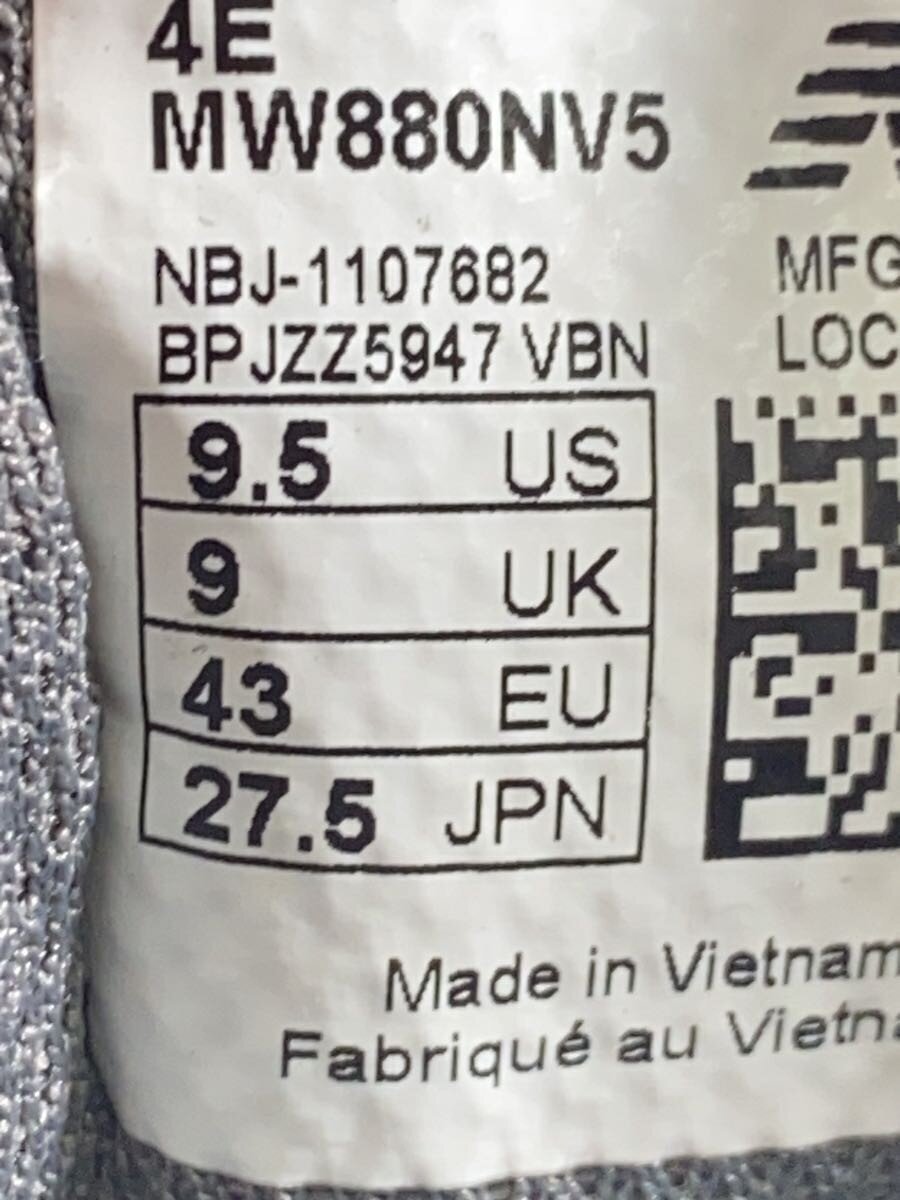 4E
MW880NV5
NBJ-1107682
BPJZZ5947 VBN
MFG
LOC
9.5 US
9 UK
43 EU
27.5 JPN
Made in Vietnam
Fabriqué au